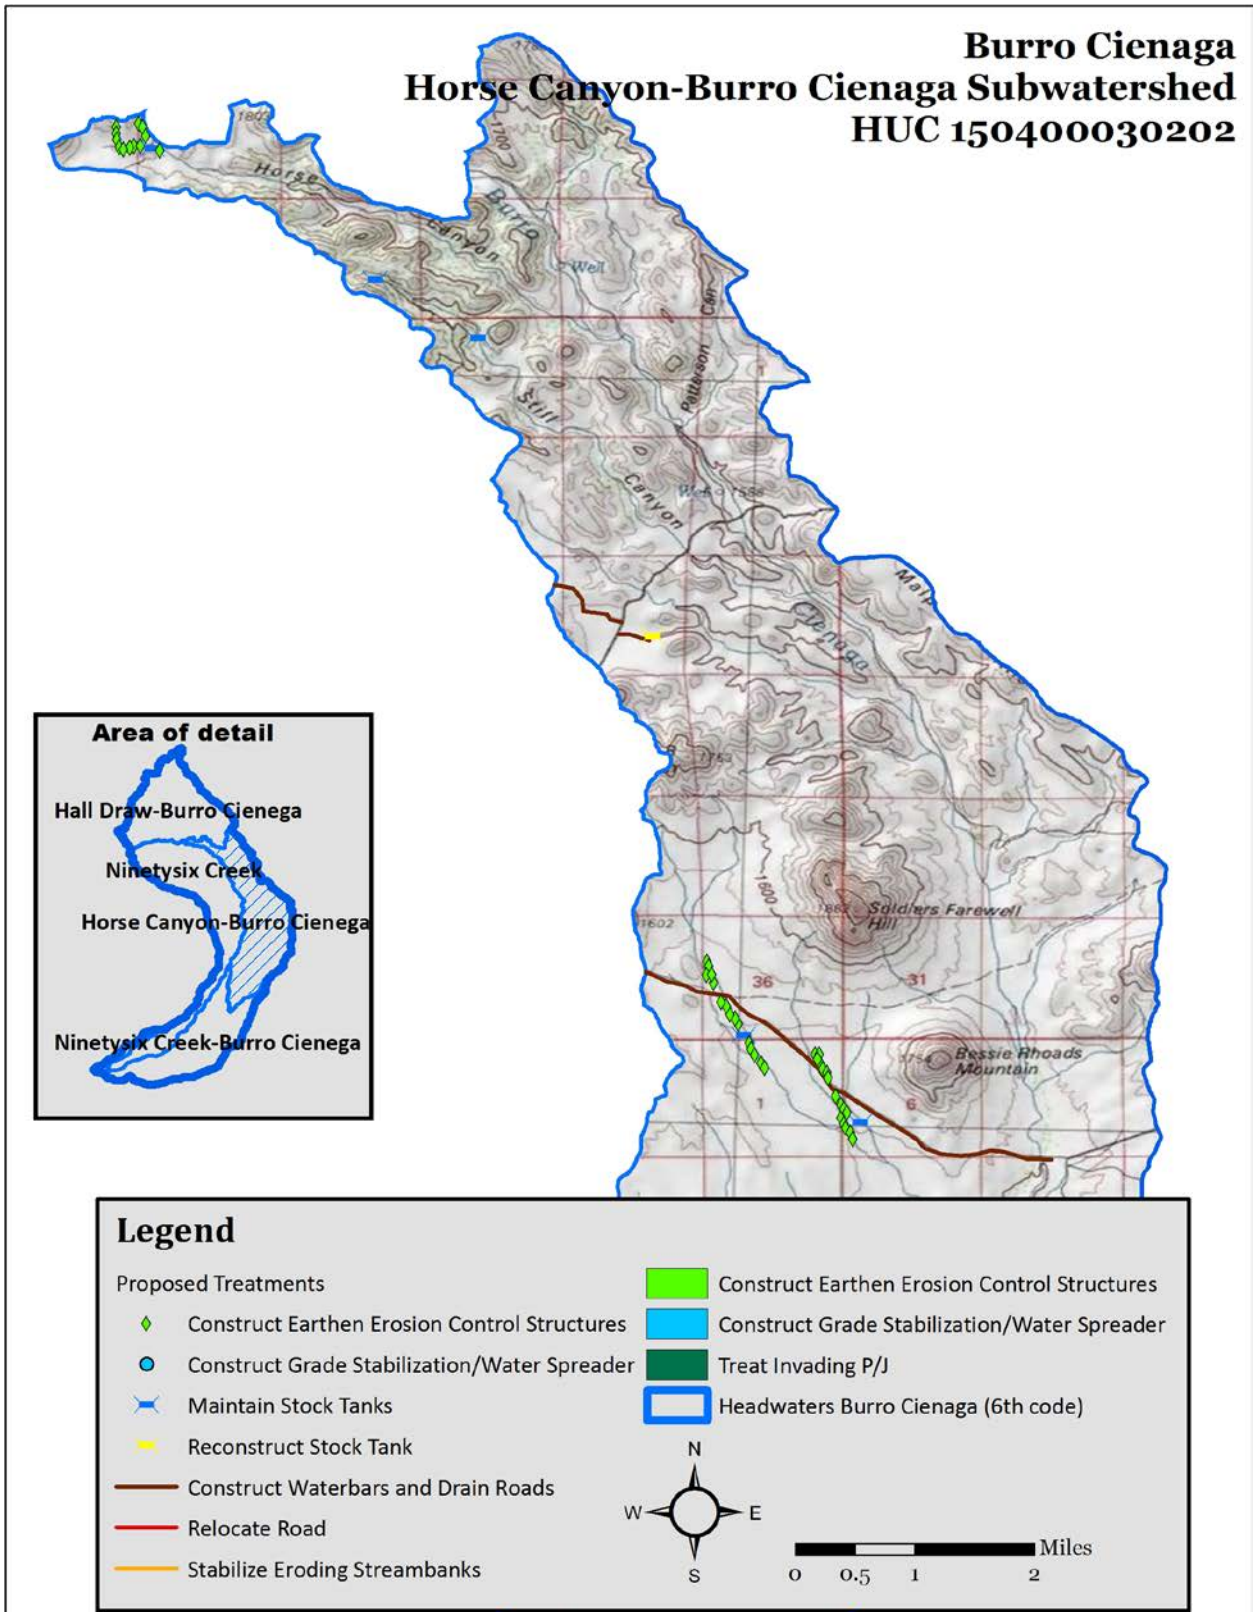 Burro Cienaga
Horse Canyon-Burro Cienaga Subwatershed
HUC 150400030202
1700
Horse
Canyon
Burro
Well
Patterson Can
Still
Canyon
Well 1588
Malp
Cienaga
1753
1600
1602
Soldiers Farewell
Hill
36
31
Bessie Rhoads
Mountain
1
6
Area of detail
Hall Draw-Burro Cienega
Ninetysix Creek
Horse Canyon-Burro Cienega
Ninetysix Creek-Burro Cienega
Legend
Proposed Treatments
Construct Earthen Erosion Control Structures
Construct Grade Stabilization/Water Spreader
Maintain Stock Tanks
Reconstruct Stock Tank
Construct Waterbars and Drain Roads
Relocate Road
Stabilize Eroding Streambanks
Construct Earthen Erosion Control Structures
Construct Grade Stabilization/Water Spreader
Treat Invading P/J
Headwaters Burro Cienaga (6th code)
N
W E
S
Miles
0 0.5 1 2